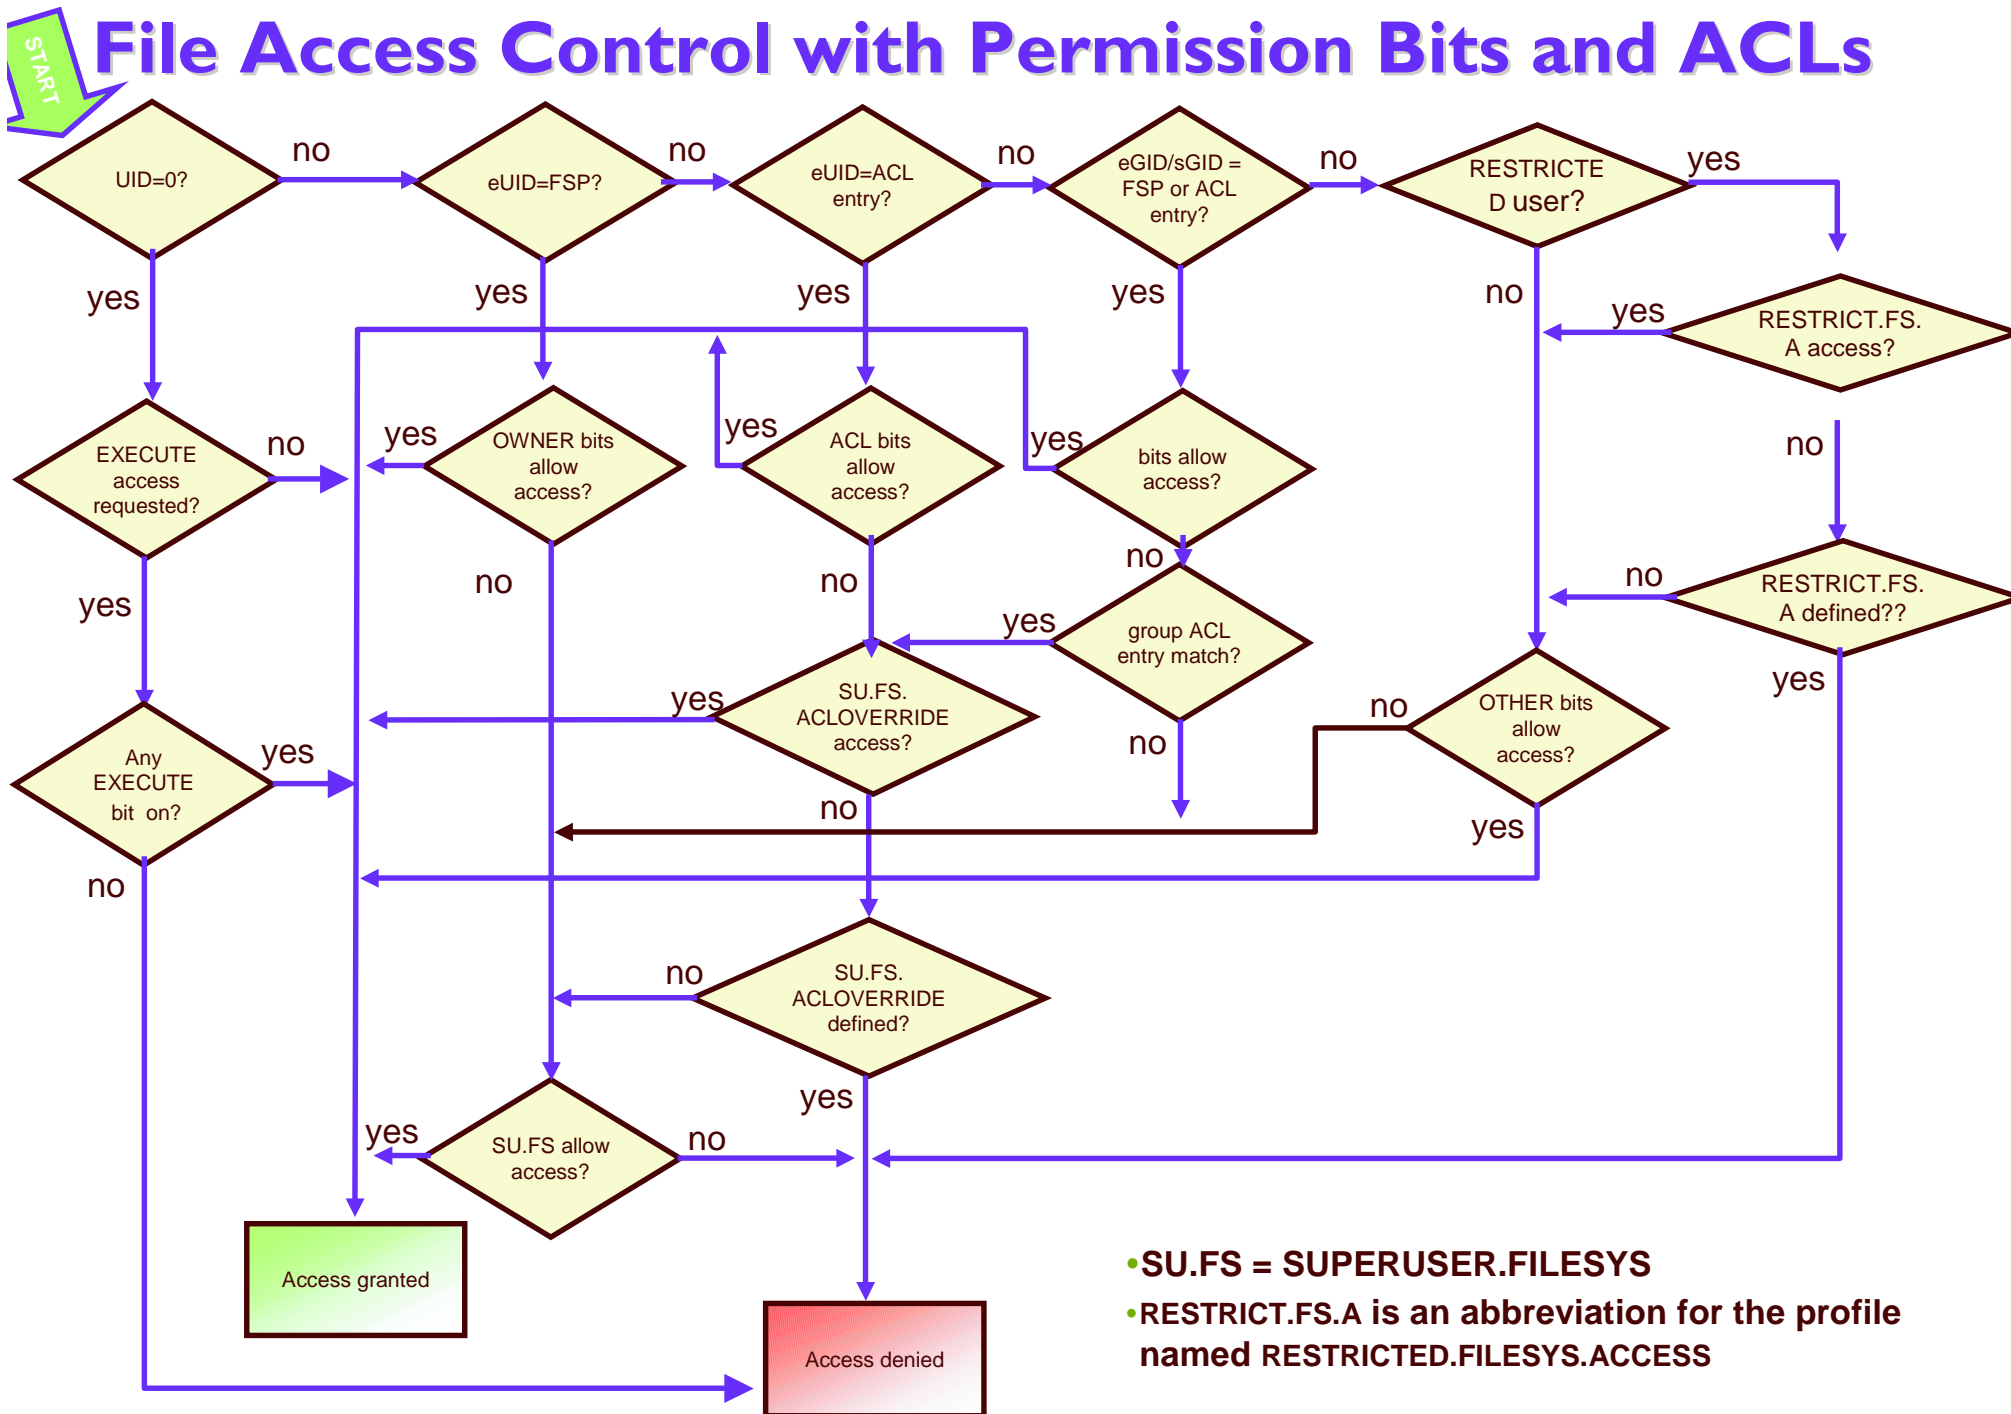 START
File Access Control with Permission Bits and ACLs
UID=0?
no
eUID=FSP?
no
eUID=ACL
entry?
no
eGID/sGID =
FSP or ACL
entry?
no
RESTRICTE
D user?
yes
yes
yes
yes
yes
no
yes
RESTRICT.FS.
A access?
EXECUTE
access
requested?
no
yes
OWNER bits
allow
access?
yes
ACL bits
allow
access?
yes
bits allow
access?
no
yes
no
no
no
no
RESTRICT.FS.
A defined??
yes
group ACL
entry match?
yes
SU.FS.
ACLOVERRIDE
access?
no
OTHER bits
allow
access?
yes
Any
EXECUTE
bit on?
yes
no
no
yes
no
no
SU.FS.
ACLOVERRIDE
defined?
yes
yes
SU.FS allow
access?
no
Access granted
Access denied
•SU.FS = SUPERUSER.FILESYS
•RESTRICT.FS.A is an abbreviation for the profile
named RESTRICTED.FILESYS.ACCESS